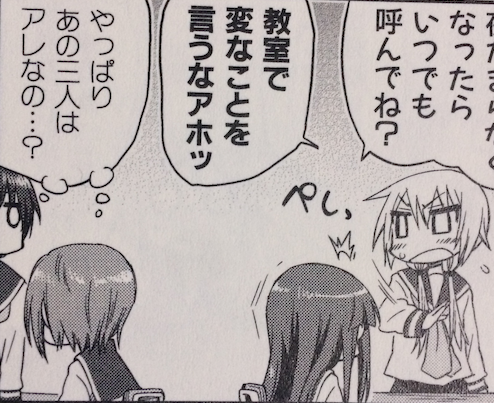 なったら
いつでも
呼んでね？
教室で
変なことを
言うなアホッ
ぺしっ
やっぱり
あの三人は
アレなの…？